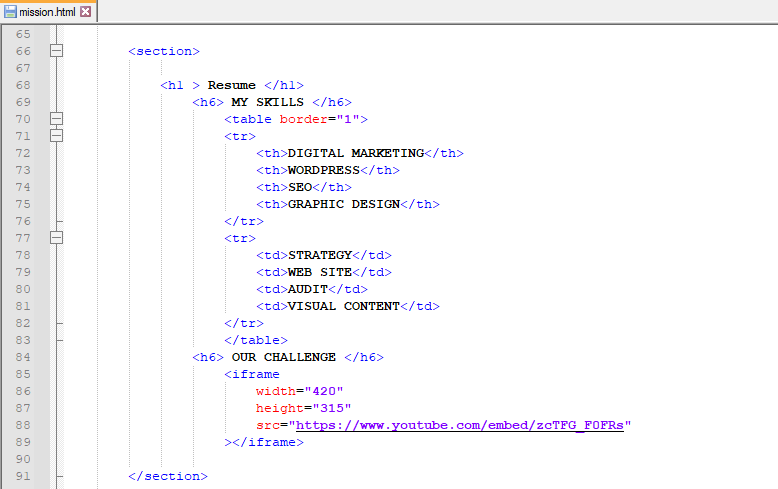 mission.html
65
66 <section>
67
68 <h1 > Resume </h1>
69 <h6> MY SKILLS </h6>
70 <table border="1">
71 <tr>
72 <th>DIGITAL MARKETING</th>
73 <th>WORDPRESS</th>
74 <th>SEO</th>
75 <th>GRAPHIC DESIGN</th>
76 </tr>
77 <tr>
78 <td>STRATEGY</td>
79 <td>WEB SITE</td>
80 <td>AUDIT</td>
81 <td>VISUAL CONTENT</td>
82 </tr>
83 </table>
84 <h6> OUR CHALLENGE </h6>
85 <iframe
86 width="420"
87 height="315"
88 src="https://www.youtube.com/embed/zcTFG_F0FRs"
89 ></iframe>
90
91 </section>